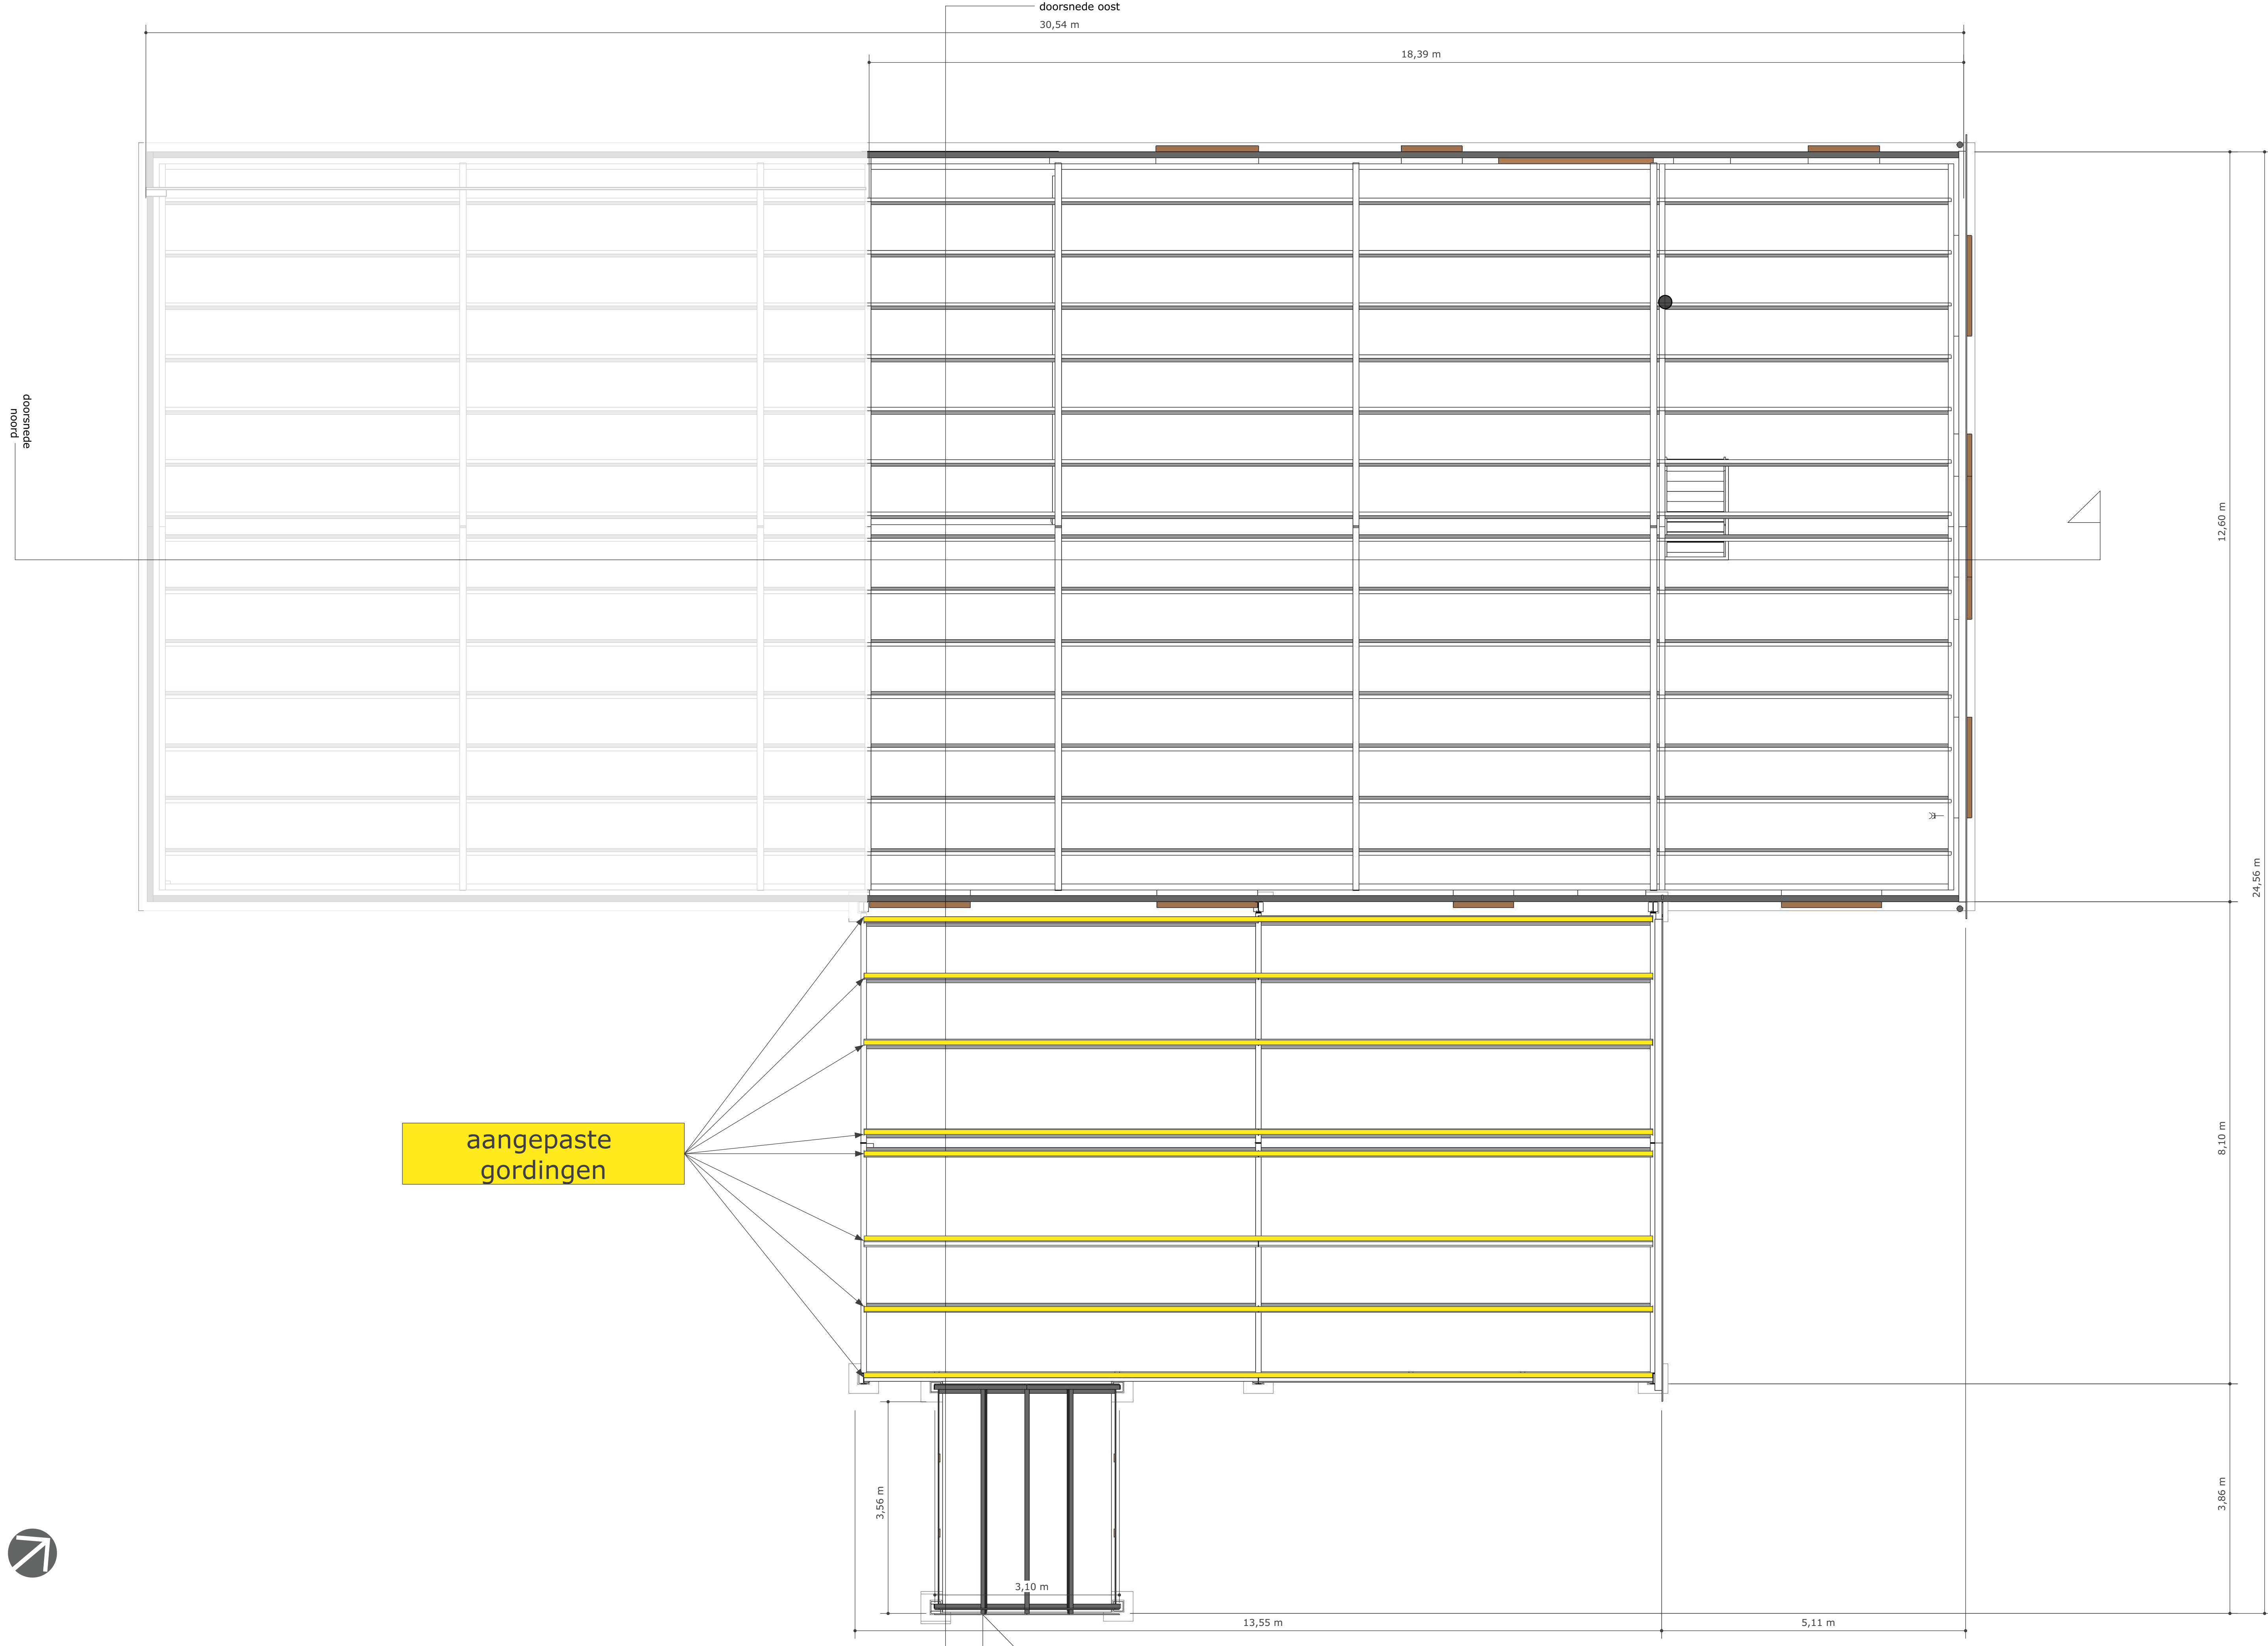 doorsnede oost
30,54 m
18,39 m
doorsnede
noord
12,60 m
24,56 m
aangepaste
gordingen
8,10 m
3,56 m
3,86 m
3,10 m
13,55 m
5,11 m